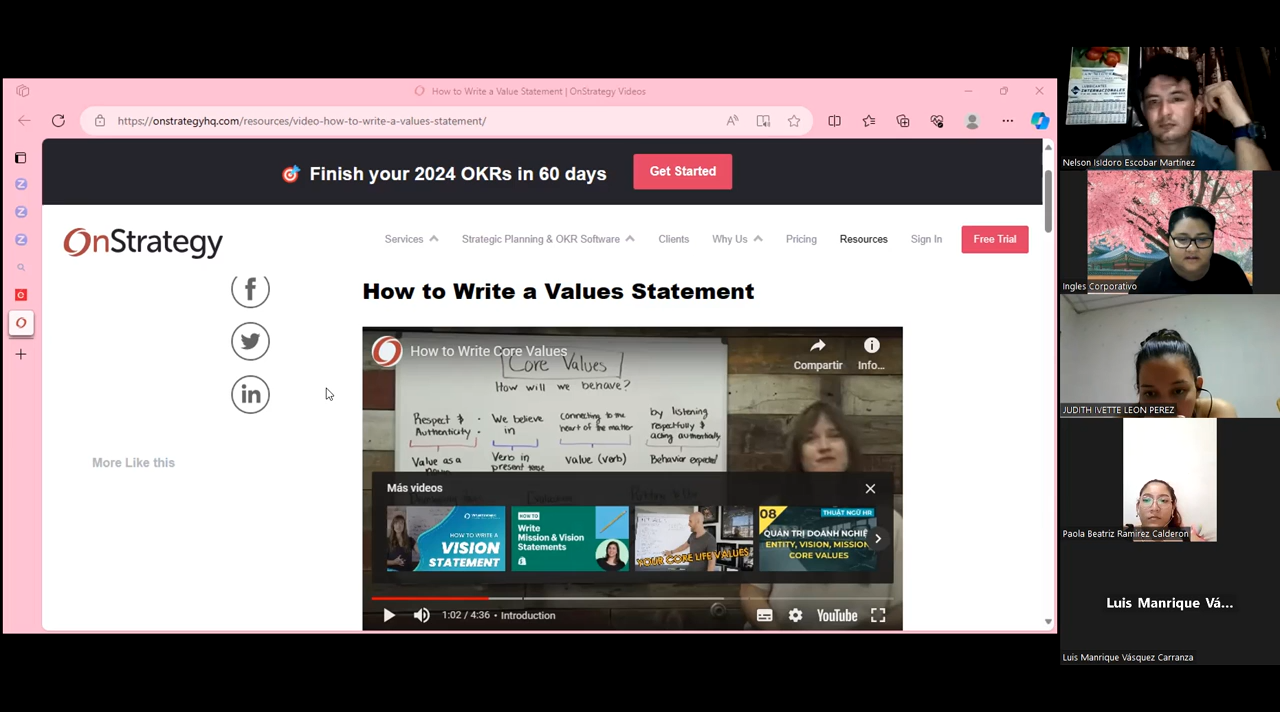 How to Write a Value Statement | OnStrategy Videos
https://onstrategyhq.com/resources/video-how-to-write-a-values-statement/
Finish your 2024 OKRs in 60 days
Get Started
OnStrategy
Services
Strategic Planning & OKR Software
Clients
Why Us
Pricing
Resources
Sign In
Free Trial
How to Write a Values Statement
More Like this
How to Write Core Values
Compartir
Info...
Core Values
How will we behave?
Respect &
Authenticity
:
We believe
in
connecting to the
heart of the matter
by listening
respectfully &
acting authentically
Value as a
Verb in
present tense
value (verb)
Behavior expected
Más videos
HOW TO WRITE A
VISION
STATEMENT
HOW TO
Write
Mission & Vision
Statements
YOUR CORE LIFE VALUES
08
THUẬT NGỮ HR
QUẢN TRỊ DOANH NGHIỆ
ENTITY, VISION, MISSION
CORE VALUES
1:02 / 4:36 • Introduction
YouTube
INTERNACIONALES
Nelson Isidoro Escobar Martínez
Ingles Corporativo
JUDITH IVETTE LEON PEREZ
Paola Beatriz Ramirez Calderon
Luis Manrique Vá...
Luis Manrique Vásquez Carranza